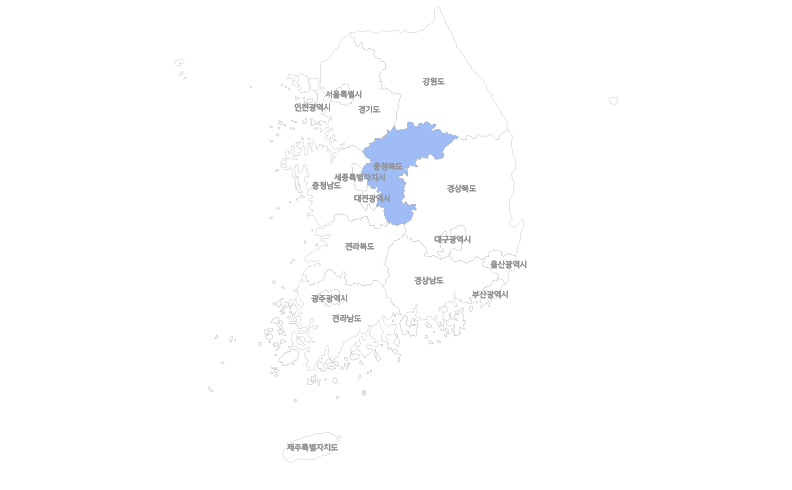 강원도
서울특별시
인천광역시
경기도
충청북도
세종특별자치시
충청남도
경상북도
대전광역시
대구광역시
전라북도
울산광역시
경상남도
부산광역시
광주광역시
전라남도
제주특별자치도